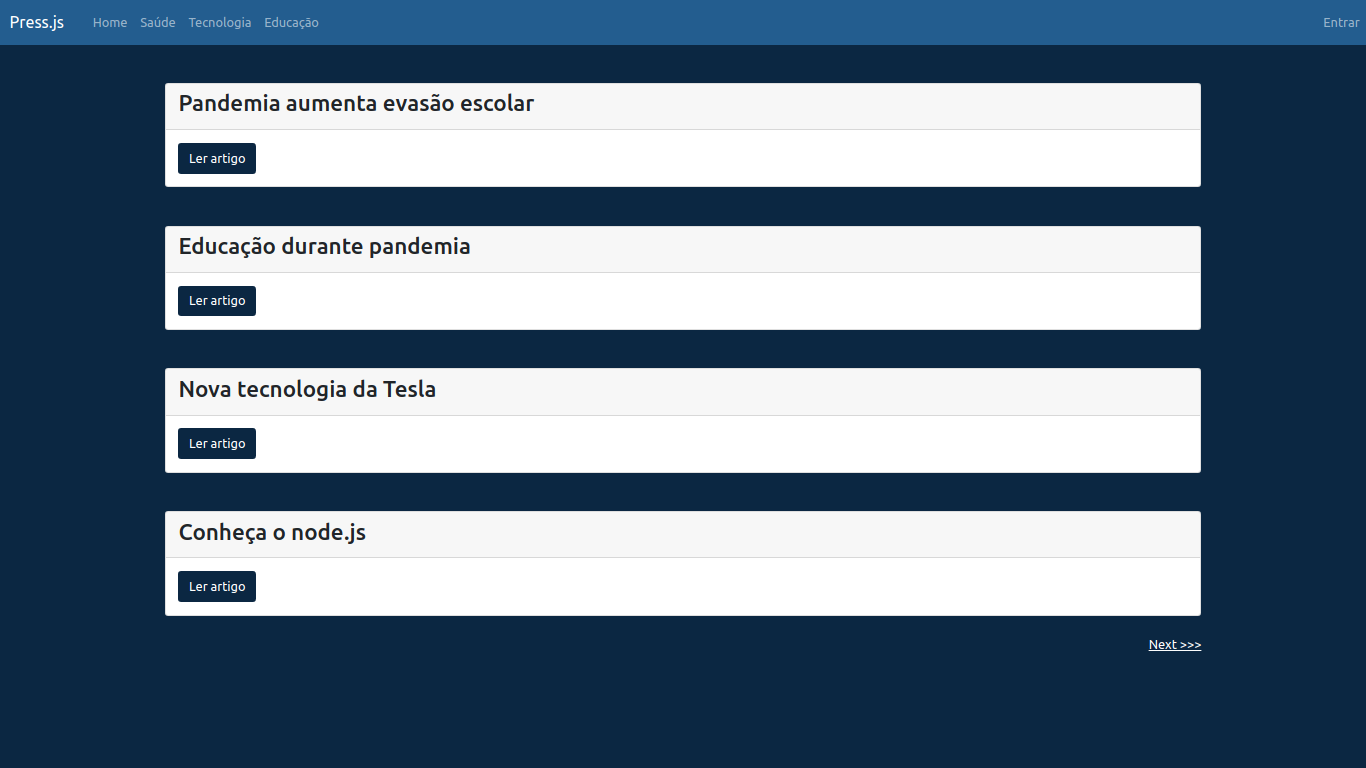 Press.js Home Saúde Tecnologia Educação Entrar
Pandemia aumenta evasão escolar
Ler artigo
Educação durante pandemia
Ler artigo
Nova tecnologia da Tesla
Ler artigo
Conheça o node.js
Ler artigo
Next >>>